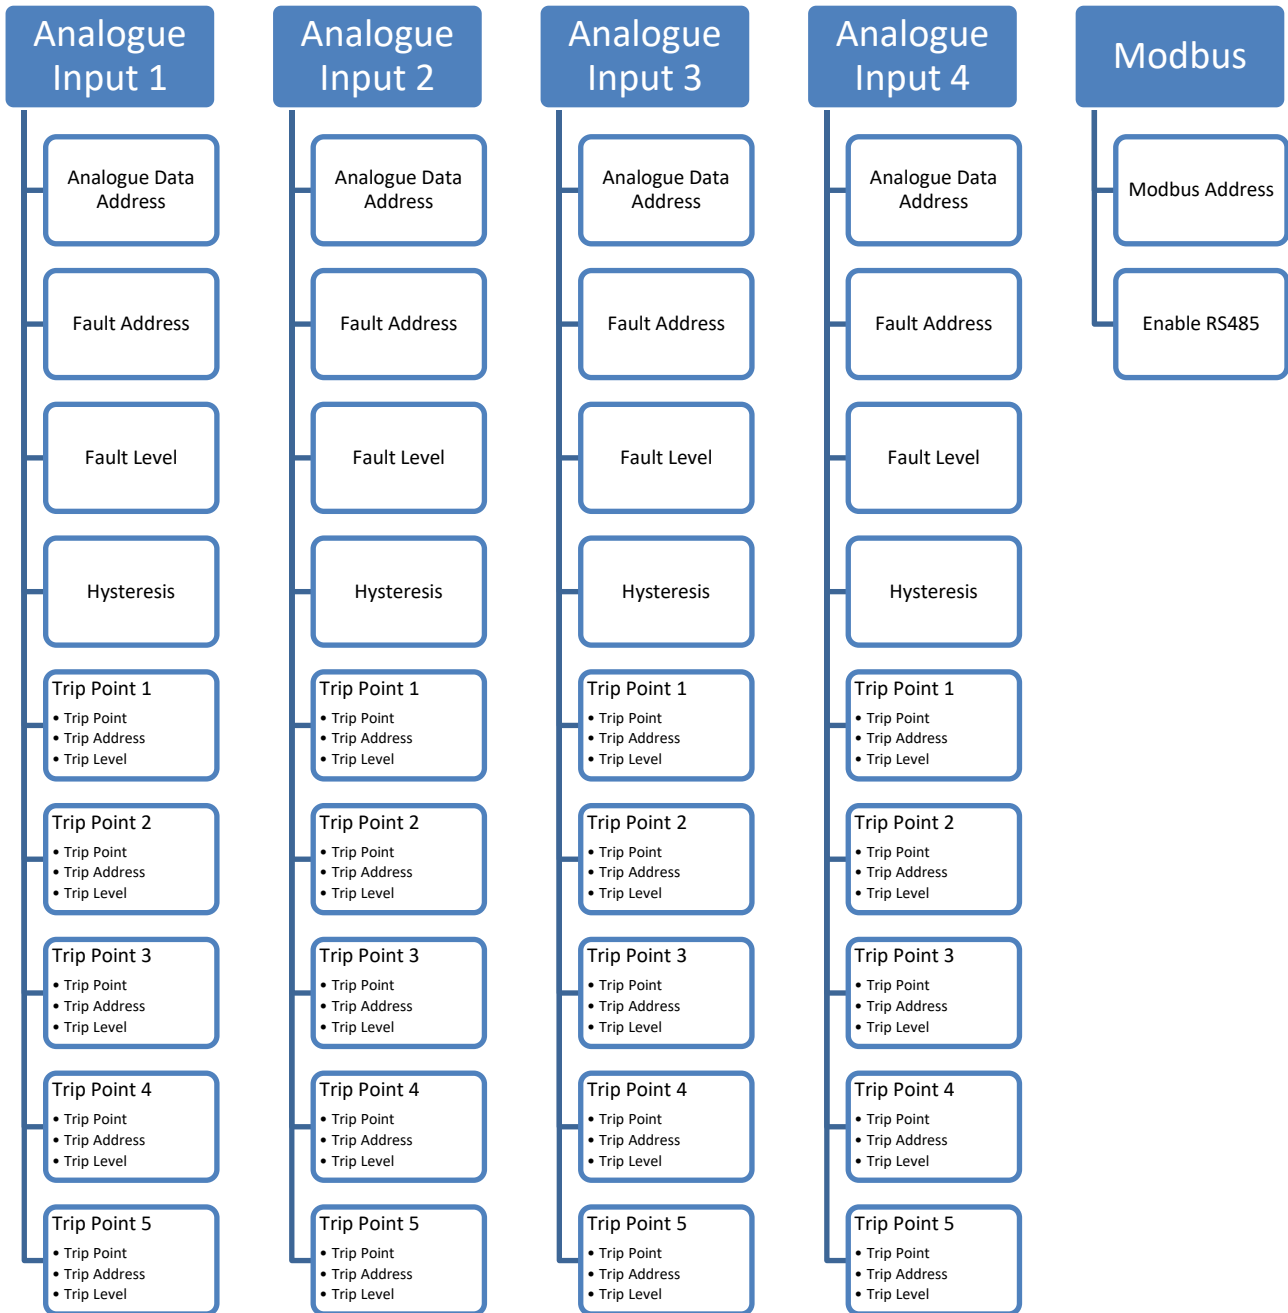 Analogue
Input 1
Analogue Data
Address
Fault Address
Fault Level
Hysteresis
Trip Point 1
• Trip Point
• Trip Address
• Trip Level
Trip Point 2
• Trip Point
• Trip Address
• Trip Level
Trip Point 3
• Trip Point
• Trip Address
• Trip Level
Trip Point 4
• Trip Point
• Trip Address
• Trip Level
Trip Point 5
• Trip Point
• Trip Address
• Trip Level
Analogue
Input 2
Analogue Data
Address
Fault Address
Fault Level
Hysteresis
Trip Point 1
• Trip Point
• Trip Address
• Trip Level
Trip Point 2
• Trip Point
• Trip Address
• Trip Level
Trip Point 3
• Trip Point
• Trip Address
• Trip Level
Trip Point 4
• Trip Point
• Trip Address
• Trip Level
Trip Point 5
• Trip Point
• Trip Address
• Trip Level
Analogue
Input 3
Analogue Data
Address
Fault Address
Fault Level
Hysteresis
Trip Point 1
• Trip Point
• Trip Address
• Trip Level
Trip Point 2
• Trip Point
• Trip Address
• Trip Level
Trip Point 3
• Trip Point
• Trip Address
• Trip Level
Trip Point 4
• Trip Point
• Trip Address
• Trip Level
Trip Point 5
• Trip Point
• Trip Address
• Trip Level
Analogue
Input 4
Analogue Data
Address
Fault Address
Fault Level
Hysteresis
Trip Point 1
• Trip Point
• Trip Address
• Trip Level
Trip Point 2
• Trip Point
• Trip Address
• Trip Level
Trip Point 3
• Trip Point
• Trip Address
• Trip Level
Trip Point 4
• Trip Point
• Trip Address
• Trip Level
Trip Point 5
• Trip Point
• Trip Address
• Trip Level
Modbus
Modbus Address
Enable RS485